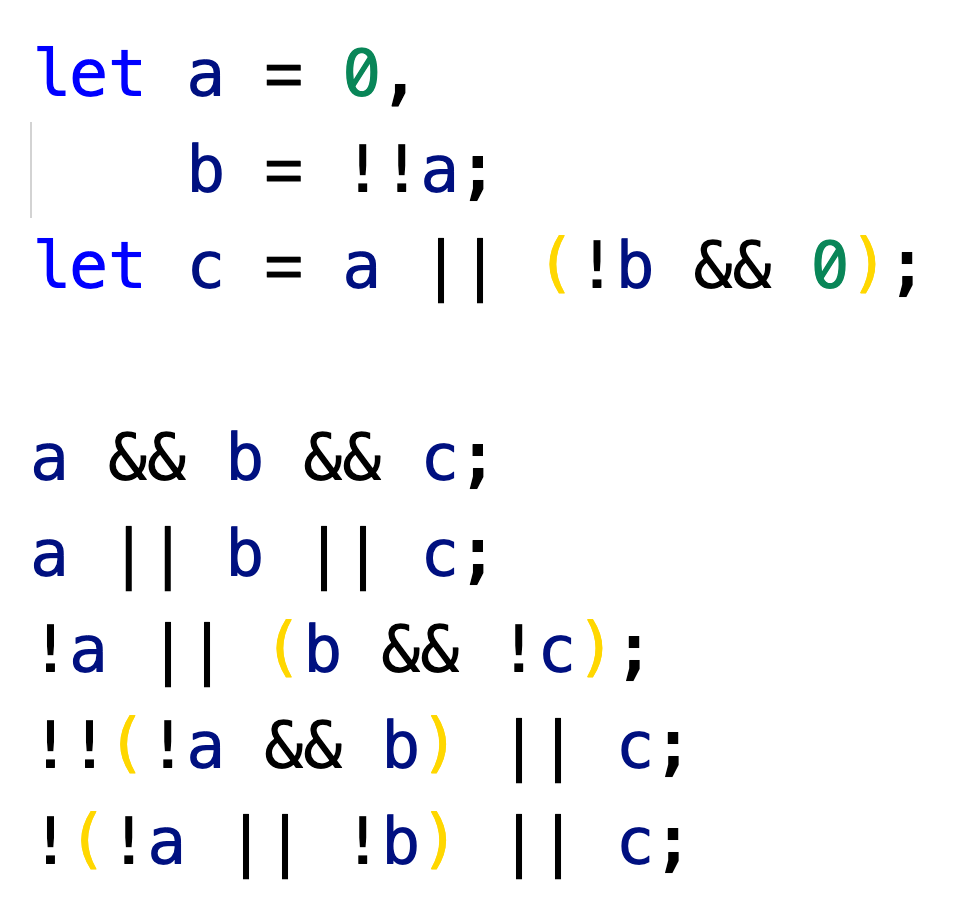 let a = 0,
    b = !!a;
let c = a || (!b && 0);

a && b && c;
a || b || c;
!a || (b && !c);
!!(!a && b) || c;
!(!a || !b) || c;